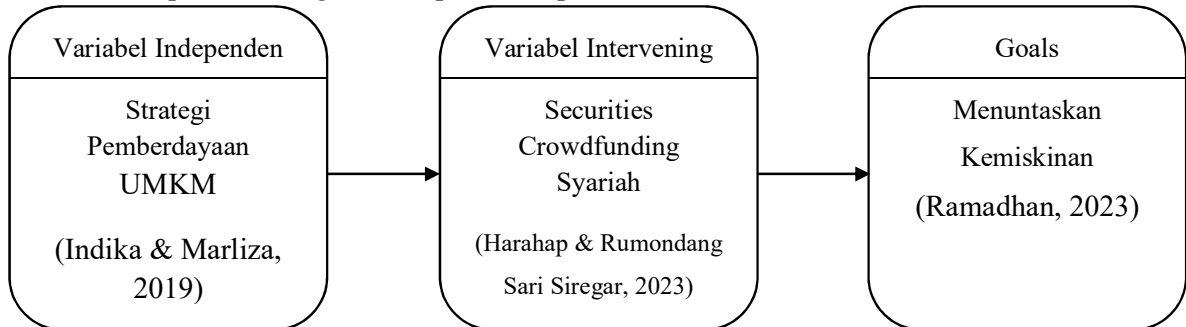 Variabel Independen
Strategi
Pemberdayaan
UMKM
(Indika & Marliza,
2019)
Variabel Intervening
Securities
Crowdfunding
Syariah
(Harahap & Rumondang
Sari Siregar, 2023)
Goals
Menuntaskan
Kemiskinan
(Ramadhan, 2023)